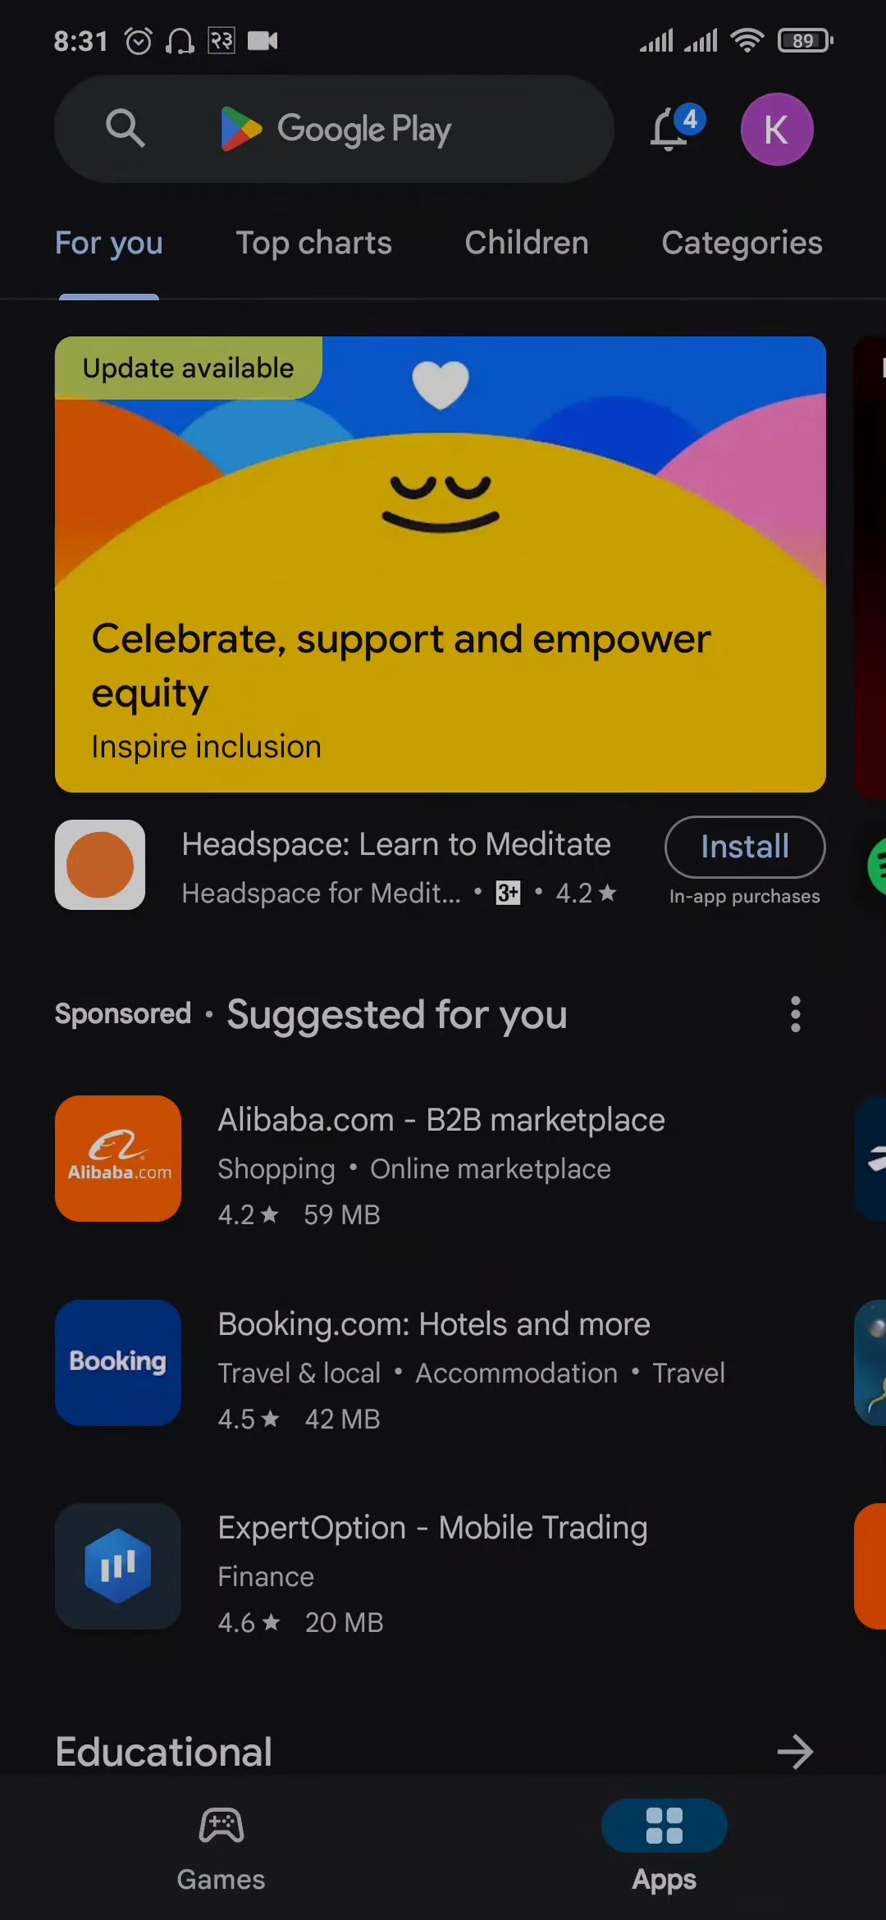 8:31 २३ 89
Google Play 4 K
For you Top charts Children Categories
Update available
Celebrate, support and empower
equity
Inspire inclusion
Headspace: Learn to Meditate Install
Headspace for Medit... • 3+ • 4.2★ In-app purchases
Sponsored • Suggested for you
Alibaba.com - B2B marketplace
Alibaba.com
Shopping • Online marketplace
4.2★ 59 MB
Booking.com: Hotels and more
Booking
Travel & local • Accommodation • Travel
4.5★ 42 MB
ExpertOption - Mobile Trading
Finance
4.6★ 20 MB
Educational
Games Apps